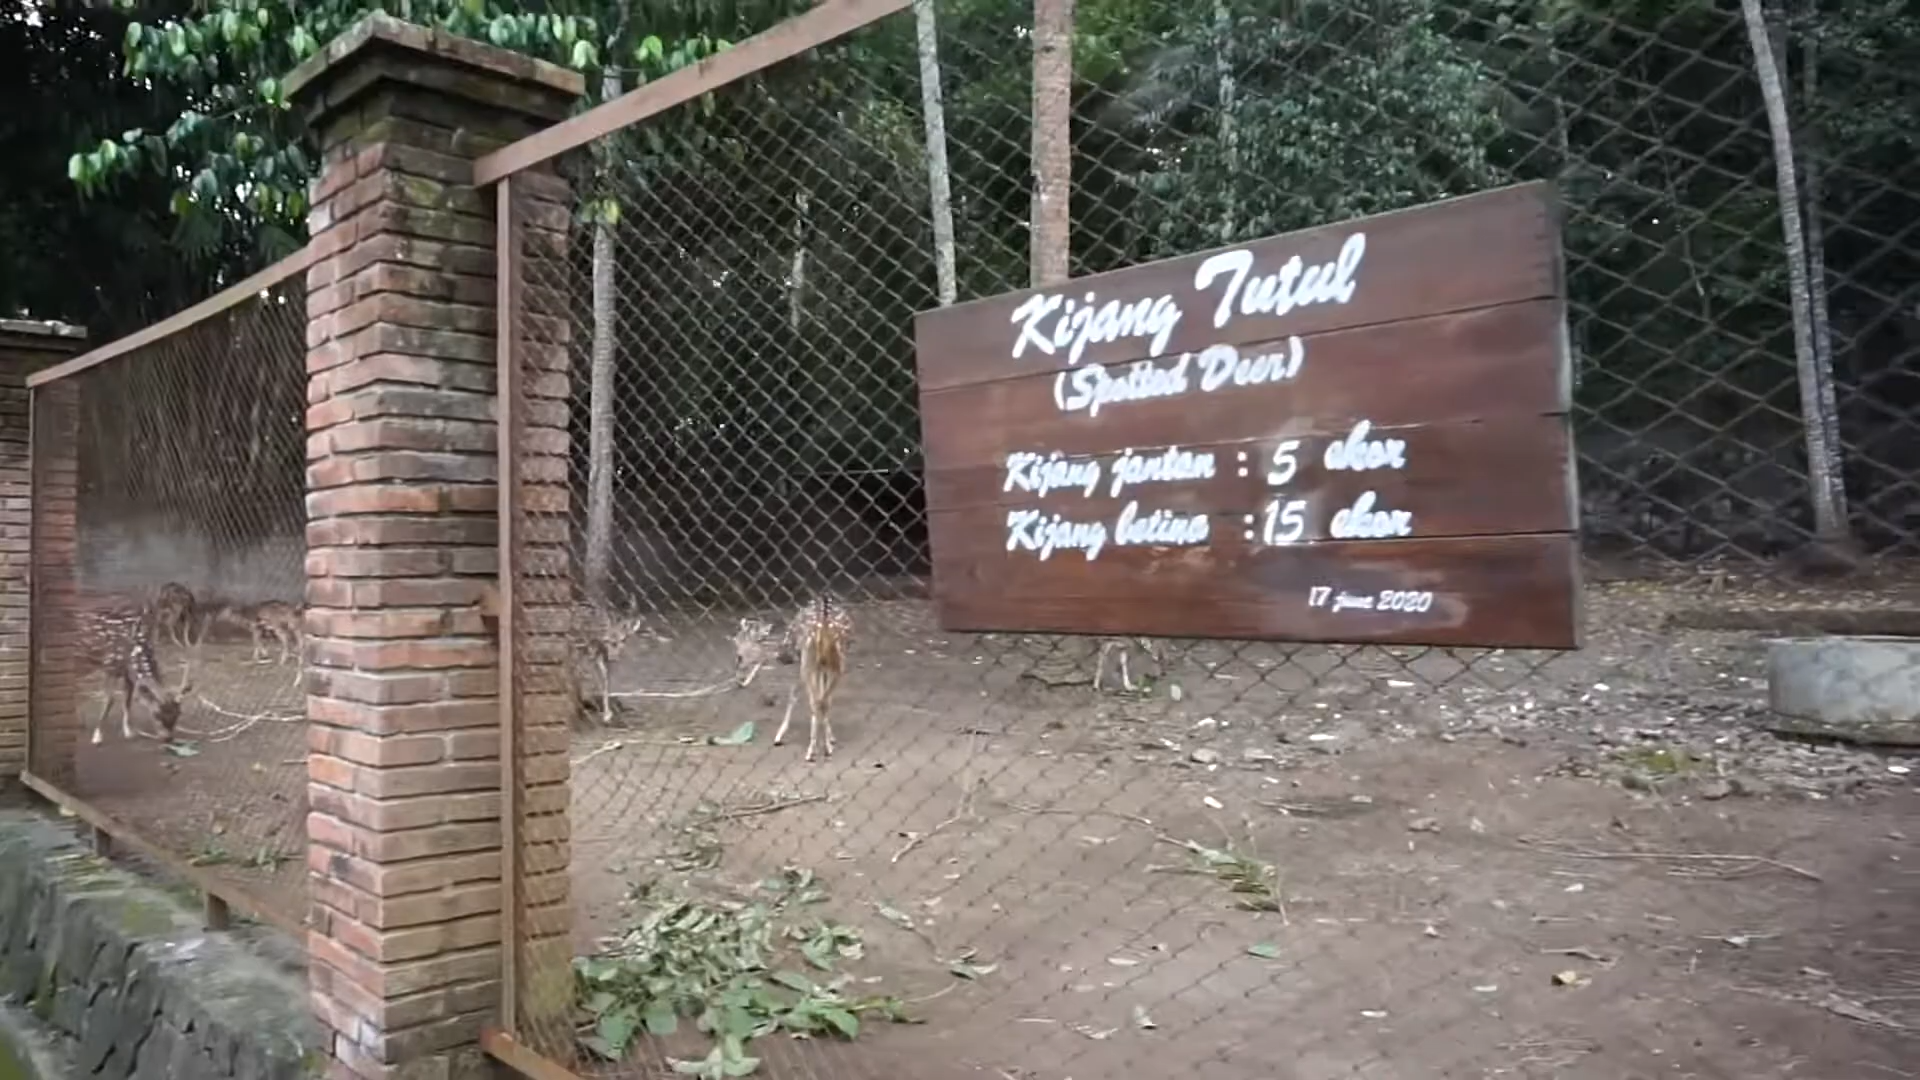 Kijang Tutul
(Spotted Deer)
Kijang jantan : 5 ekor
Kijang betina : 15 ekor
17 june 2020